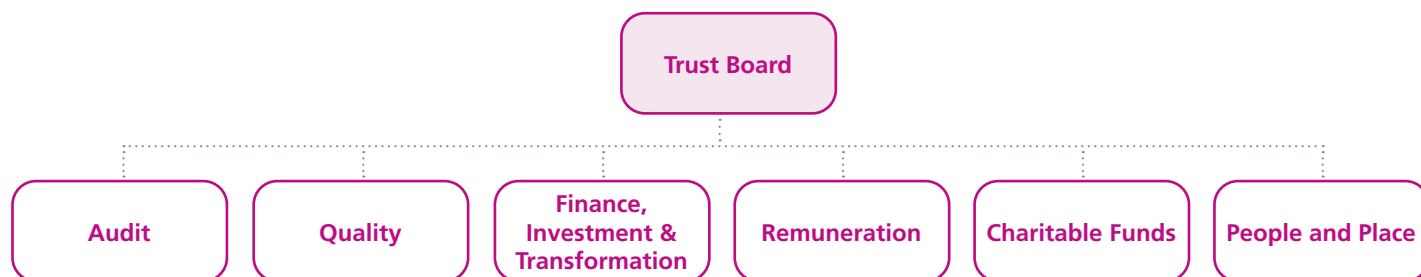 Trust Board
Audit
Quality
Finance,
Investment &
Transformation
Remuneration
Charitable Funds
People and Place